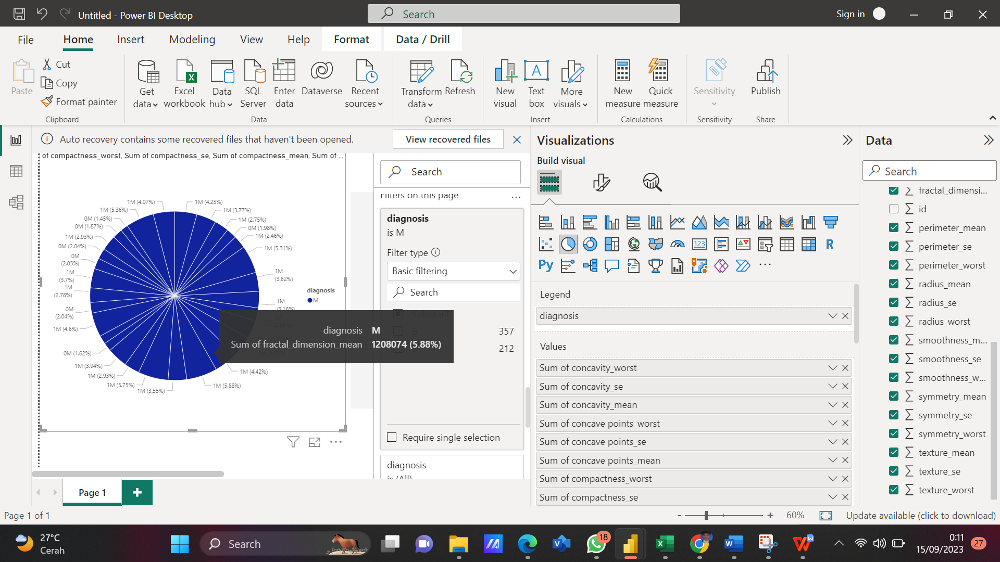 Untitled - Power BI Desktop
Search
Sign in
File
Home
Insert
Modeling
View
Help
Format
Data / Drill
Paste
Cut
Copy
Format painter
Clipboard
Get data
Excel workbook
Data hub
SQL Server
Enter data
Dataverse
Recent sources
Data
Transform data
Refresh
Queries
New visual
Text box
More visuals
Insert
New measure
Quick measure
Calculations
Sensitivity
Sensitivity
Publish
Share
Auto recovery contains some recovered files that haven't been opened.
View recovered files
of compactness_worst, Sum of compactness_se, Sum of compactness_mean, Sum of ...
1M (4.07%)
1M (5.36%)
0M (1.45%)
0M (1.87%)
1M (2.93%)
0M (2.04%)
0M
(2.05%)
1M
(3.7%)
1M
(2.78%)
0M
(2.04%)
1M (4.6%)
0M (1.62%)
1M (3.94%)
1M (2.93%)
1M (5.75%)
1M (3.55%)
1M (4.25%)
1M (3.77%)
1M (2.75%)
0M (1.98%)
1M (2.46%)
1M (5.31%)
1M
(3.62%)
1M
(3.16%)
1M (4.42%)
1M (5.88%)
diagnosis
M
diagnosis M
Sum of fractal_dimension_mean 1208074 (5.88%)
Search
Filters on this page
...
diagnosis
is M
Filter type
Basic filtering
Search
Select all
B 357
212
Require single selection
diagnosis
is (All)
Visualizations
Build visual
123
R
Py
...
Legend
diagnosis
Values
Sum of concavity_worst
Sum of concavity_se
Sum of concavity_mean
Sum of concave points_worst
Sum of concave points_se
Sum of concave points_mean
Sum of compactness_worst
Sum of compactness_se
Data
Search
fractal_dimensi...
id
perimeter_mean
perimeter_se
perimeter_worst
radius_mean
radius_se
radius_worst
smoothness_m...
smoothness_se
smoothness_w...
symmetry_mean
symmetry_se
symmetry_worst
texture_mean
texture_se
texture_worst
Page 1
+
Page 1 of 1
- + 60%
Update available (click to download)
27°C
Cerah
Search
18
0:11
15/09/2023
27